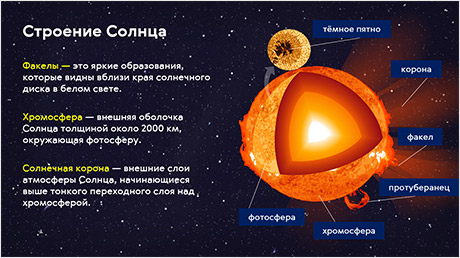 Строение Солнца
Факелы — это яркие образования,
которые видны вблизи края солнечного
диска в белом свете.
Хромосфера — внешняя оболочка
Солнца толщиной около 2000 км,
окружающая фотосферу.
Солнечная корона — внешние слои
атмосферы Солнца, начинающиеся
выше тонкого переходного слоя над
хромосферой.
тёмное пятно
корона
факел
протуберанец
фотосфера
хромосфера